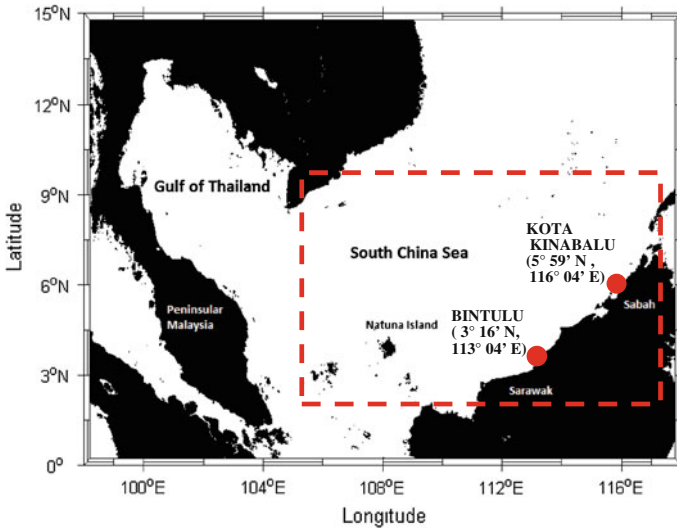 15°N
12°N
9°N
6°N
3°N
0°
Latitude
Gulf of Thailand
South China Sea
KOTA
KINABALU
(5° 59' N ,
116° 04' E)
Sabah
Peninsular
Malaysia
Natuna Island
BINTULU
( 3° 16' N,
113° 04' E)
Sarawak
100°E
104°E
108°E
112°E
116°E
Longitude